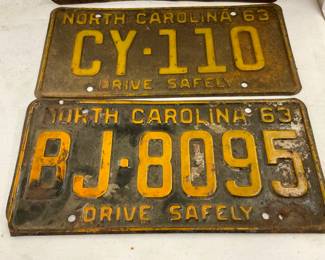 NORTH CAROLINA 63
CY·110
DRIVE SAFELY
NORTH CAROLINA 63
BJ·8095
DRIVE SAFELY